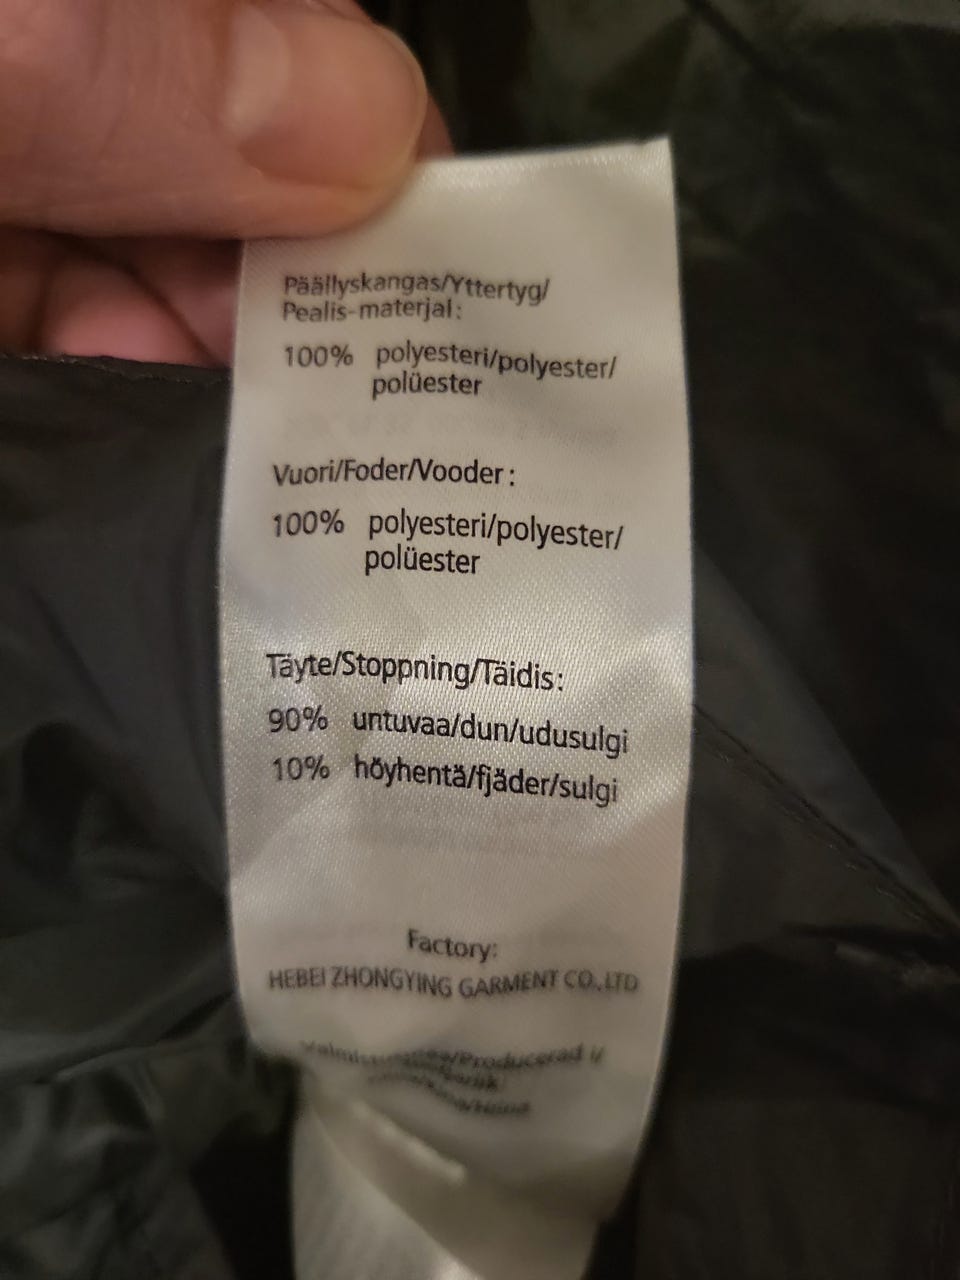 Päällyskangas/Yttertyg/
Pealis-materjal:
100% polyesteri/polyester/
polüester
Vuori/Foder/Vooder:
100% polyesteri/polyester/
polüester
Täyte/Stoppning/Täidis:
90% untuvaa/dun/udusulgi
10% höyhentä/fjäder/sulgi
Factory:
HEBEI ZHONGYING GARMENT CO.,LTD
Producerad i/